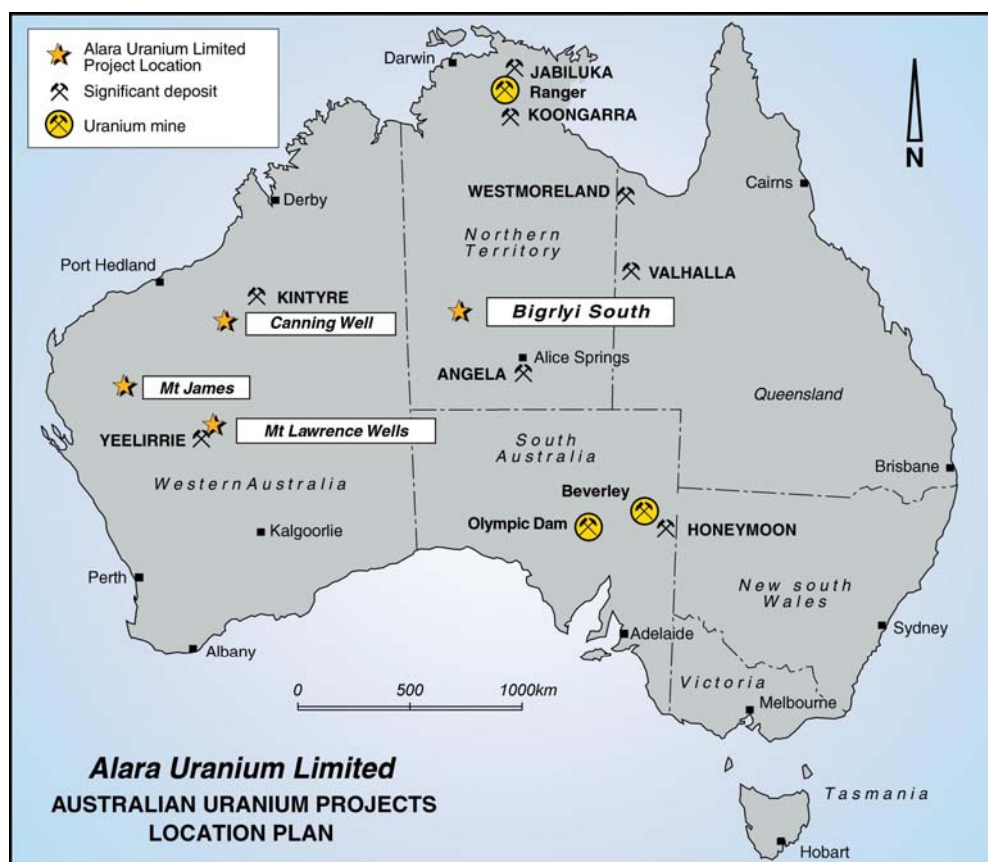 Alara Uranium Limited
Project Location
Significant deposit
Uranium mine
Darwin
JABILUKA
Ranger
KOONGARRA
N
Derby
WESTMORELAND
Cairns
Northern
Territory
Port Hedland
KINTYRE
VALHALLA
Canning Well
Bigrlyi South
Alice Springs
ANGELA
Mt James
Queensland
Mt Lawrence Wells
YEELIRRIE
South
Australia
Western Australia
Brisbane
Beverley
Olympic Dam
HONEYMOON
Kalgoorlie
Perth
New south
Wales
Sydney
Adelaide
Albany
Victoria
0 500 1000km
Melbourne
Alara Uranium Limited
AUSTRALIAN URANIUM PROJECTS
LOCATION PLAN
Tasmania
Hobart